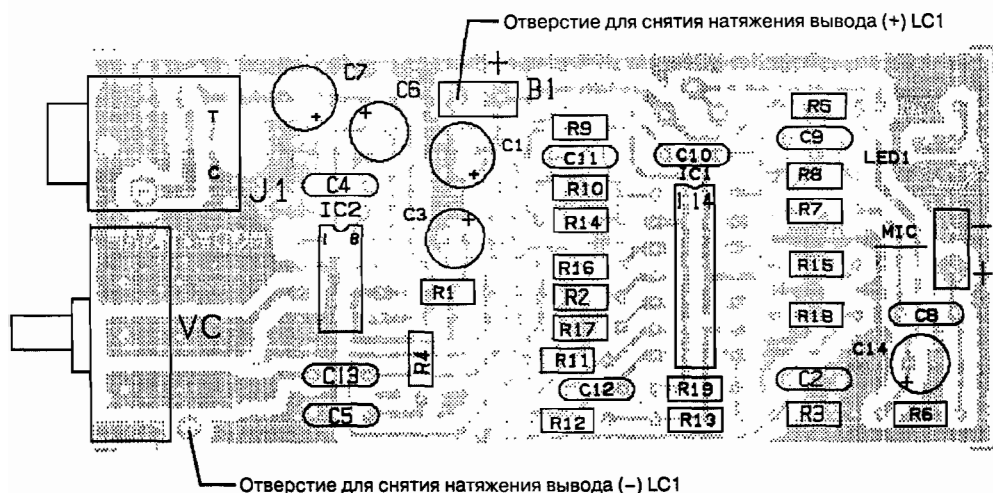 Отверстие для снятия натяжения вывода (+) LC1
C7
C6
+
B1
R5
T
C
+
+
R9
C9
C1
C11
C10
LED1
J1
C4
+
IC1
R8
R10
1 14
IC2
C3
+
R14
R7
1 8
MIC
-
R16
R15
+
R1
R2
VC
R17
R18
C8
R4
R11
C14
C13
C12
R19
C2
+
C5
R12
R13
R3
R6
Отверстие для снятия натяжения вывода (–) LC1